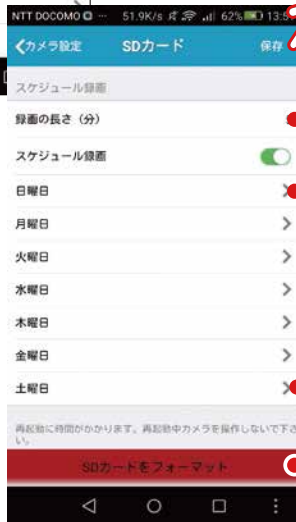 NTT DOCOMO ··· 51.9K/s 62% 13:5
カメラ設定 SDカード 保存
スケジュール録画
録画の長さ（分）
スケジュール録画
日曜日
月曜日
火曜日
水曜日
木曜日
金曜日
土曜日
再起動に時間がかかります。再起動中カメラを操作しないで下さ
い。
SDカードをフォーマット